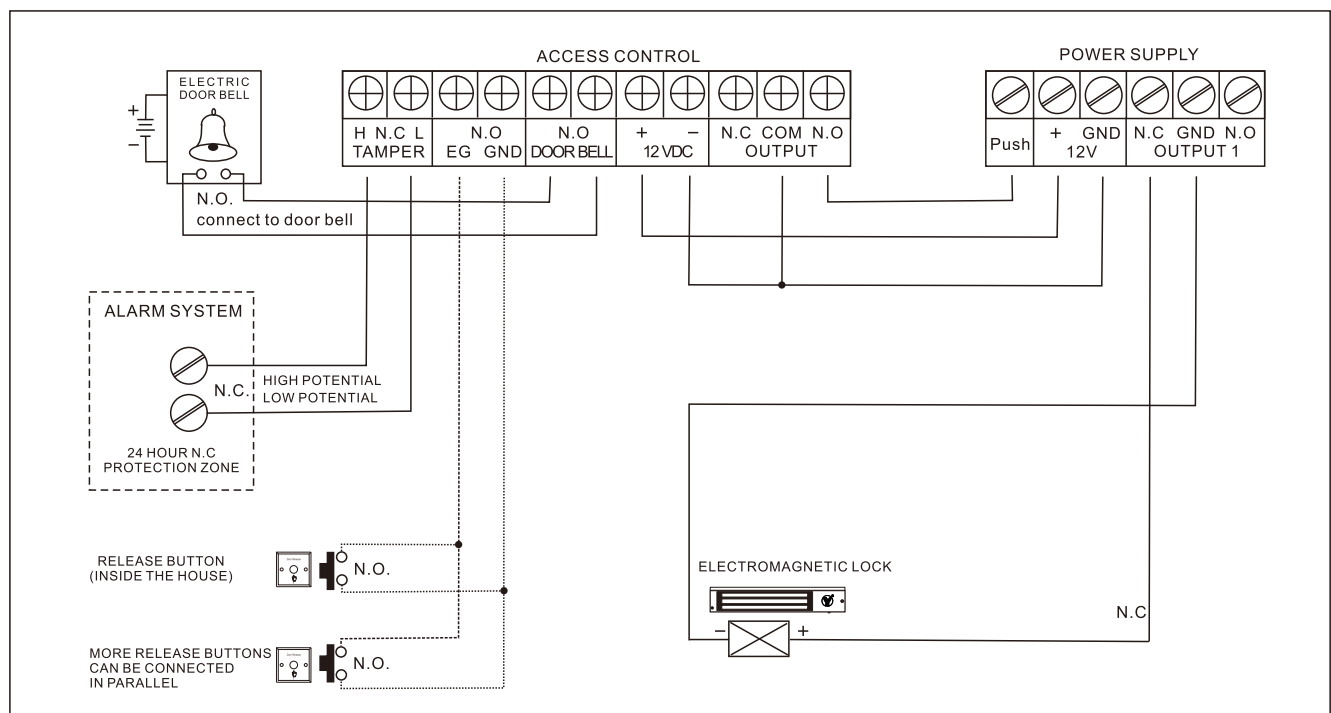 ACCESS CONTROL
POWER SUPPLY
ELECTRIC
DOOR BELL
+
−
H N.C L
TAMPER
N.O
EG GND
N.O
DOOR BELL
+ −
12 VDC
N.C COM N.O
OUTPUT
Push
+ GND
12V
N.C GND N.O
OUTPUT 1
N.O.
connect to door bell
ALARM SYSTEM
N.C.
HIGH POTENTIAL
LOW POTENTIAL
24 HOUR N.C
PROTECTION ZONE
RELEASE BUTTON
(INSIDE THE HOUSE)
N.O.
ELECTROMAGNETIC LOCK
N.C
− +
MORE RELEASE BUTTONS
CAN BE CONNECTED
IN PARALLEL
N.O.